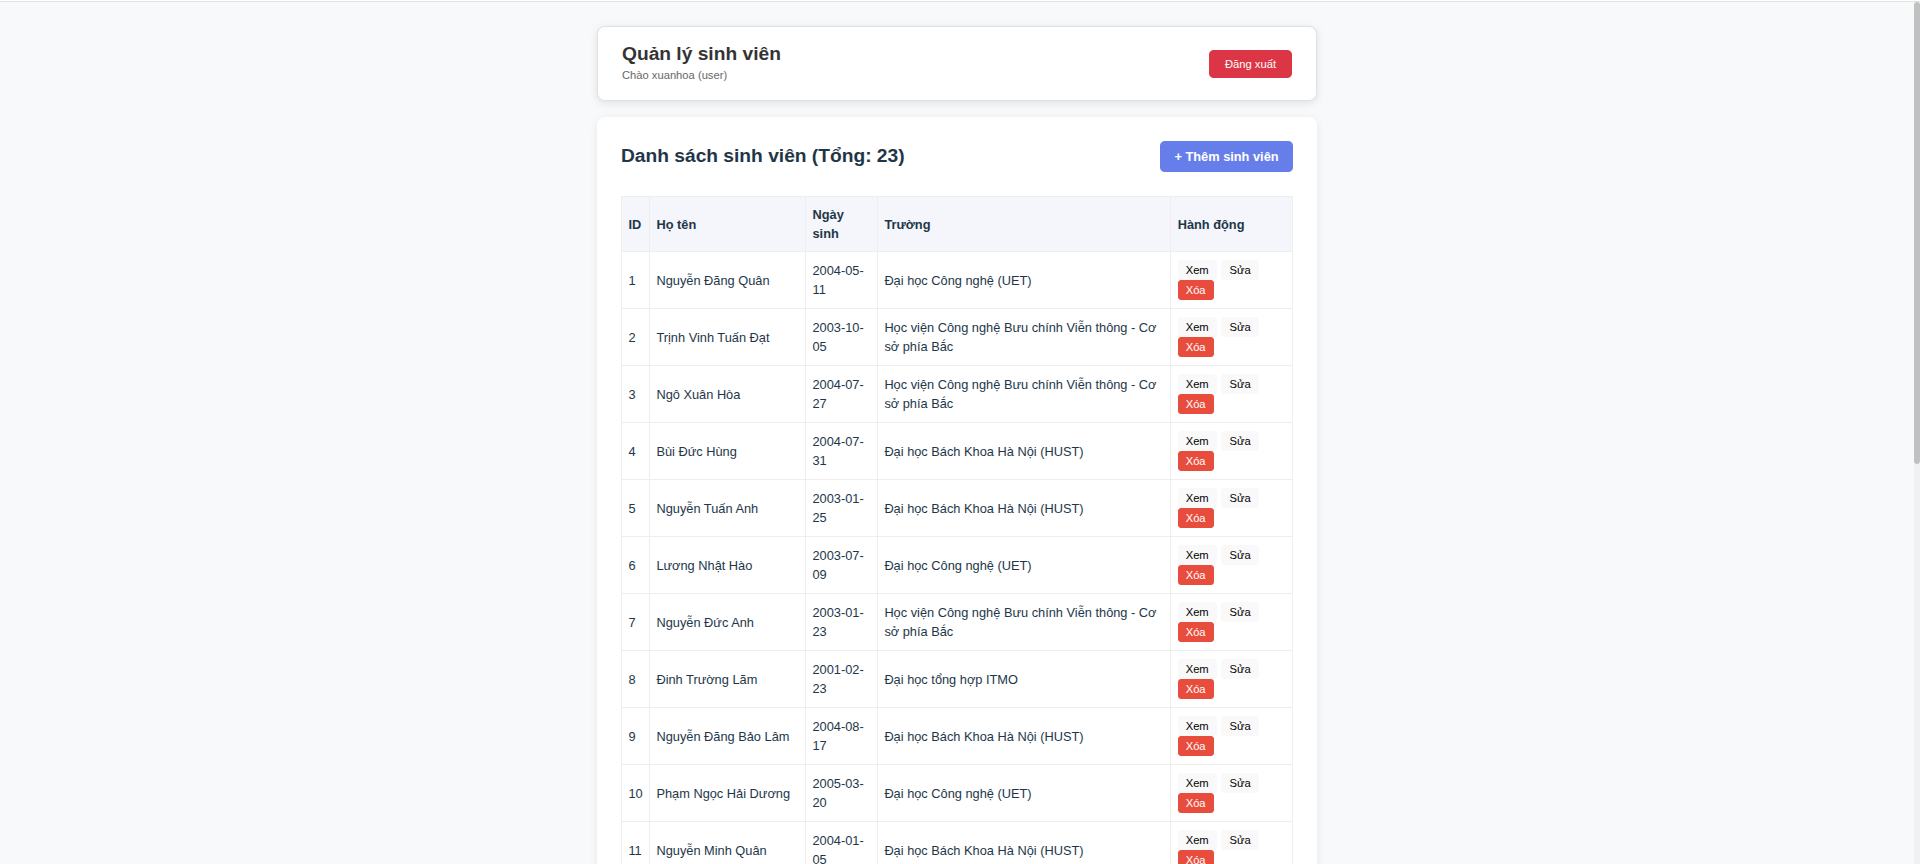 Quản lý sinh viên
Chào xuanhoa (user)
Đăng xuất
Danh sách sinh viên (Tổng: 23)
+ Thêm sinh viên
ID
Họ tên
Ngày
sinh
Trường
Hành động
1
Nguyễn Đăng Quân
2004-05-
11
Đại học Công nghệ (UET)
Xem
Sửa
Xóa
2
Trịnh Vinh Tuấn Đạt
2003-10-
05
Học viện Công nghệ Bưu chính Viễn thông - Cơ
sở phía Bắc
Xem
Sửa
Xóa
3
Ngô Xuân Hòa
2004-07-
27
Học viện Công nghệ Bưu chính Viễn thông - Cơ
sở phía Bắc
Xem
Sửa
Xóa
4
Bùi Đức Hùng
2004-07-
31
Đại học Bách Khoa Hà Nội (HUST)
Xem
Sửa
Xóa
5
Nguyễn Tuấn Anh
2003-01-
25
Đại học Bách Khoa Hà Nội (HUST)
Xem
Sửa
Xóa
6
Lương Nhật Hào
2003-07-
09
Đại học Công nghệ (UET)
Xem
Sửa
Xóa
7
Nguyễn Đức Anh
2003-01-
23
Học viện Công nghệ Bưu chính Viễn thông - Cơ
sở phía Bắc
Xem
Sửa
Xóa
8
Đinh Trường Lãm
2001-02-
23
Đại học tổng hợp ITMO
Xem
Sửa
Xóa
9
Nguyễn Đăng Bảo Lâm
2004-08-
17
Đại học Bách Khoa Hà Nội (HUST)
Xem
Sửa
Xóa
10
Phạm Ngọc Hải Dương
2005-03-
20
Đại học Công nghệ (UET)
Xem
Sửa
Xóa
11
Nguyễn Minh Quân
2004-01-
05
Đại học Bách Khoa Hà Nội (HUST)
Xem
Sửa
Xóa